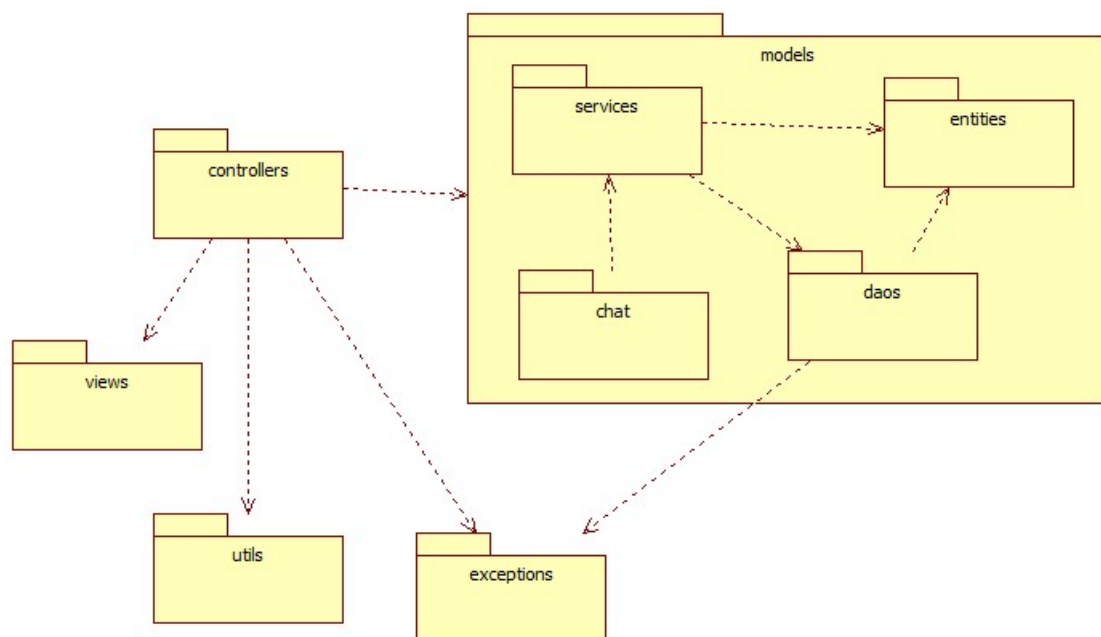 models
services
entities
controllers
chat
daos
views
utils
exceptions